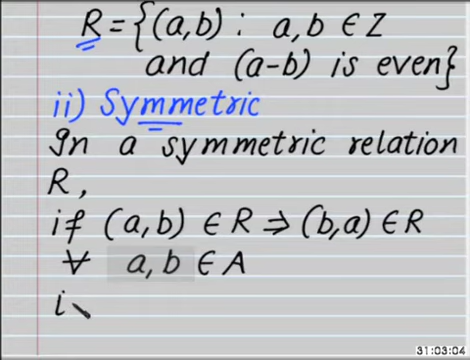 R = {(a,b) : a,b ∈ Z
and (a-b) is even}
ii) Symmetric
In a symmetric relation
R,
if (a,b) ∈ R ⇒ (b,a) ∈ R
∀ a,b ∈ A
i
31:03:04